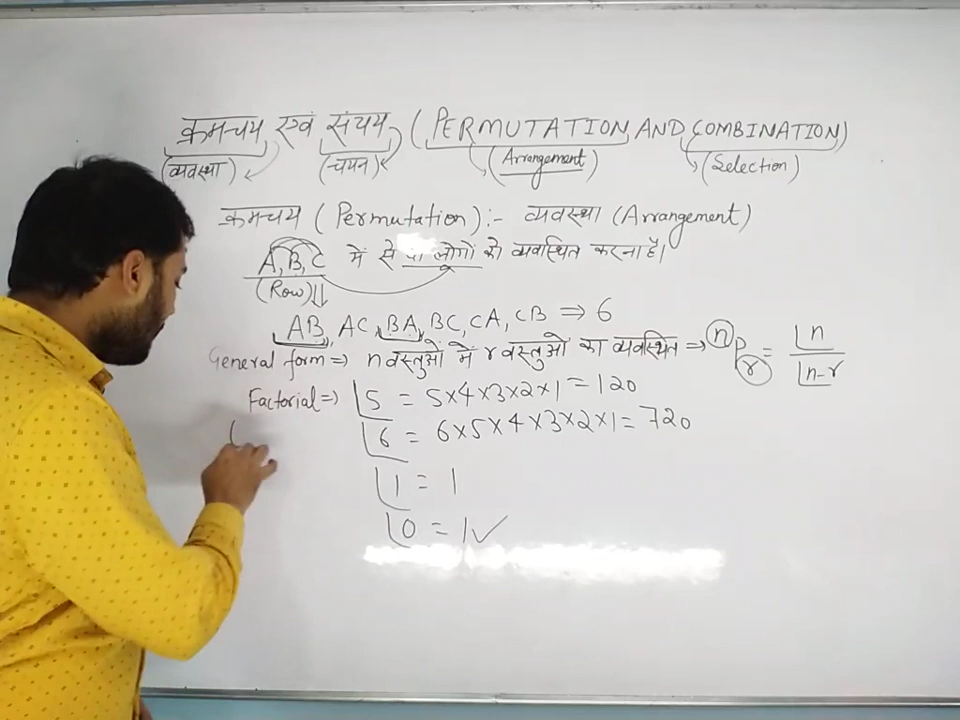 क्रमचय एवं संचय (PERMUTATION AND COMBINATION)
(व्यवस्था) (चयन) (Arrangement) (Selection)
क्रमचय (Permutation):- व्यवस्था (Arrangement)
A, B, C में से दो लोगों को व्यवस्थित करना है।
(Row)
AB, AC, BA, BC, CA, CB ⇒ 6
General form ⇒ n वस्तुओं में r वस्तुओं का व्यवस्थित ⇒ nPr = |n / |n-r
Factorial ⇒ |5 = 5×4×3×2×1 = 120
|6 = 6×5×4×3×2×1 = 720
|1 = 1
|0 = 1 ✓